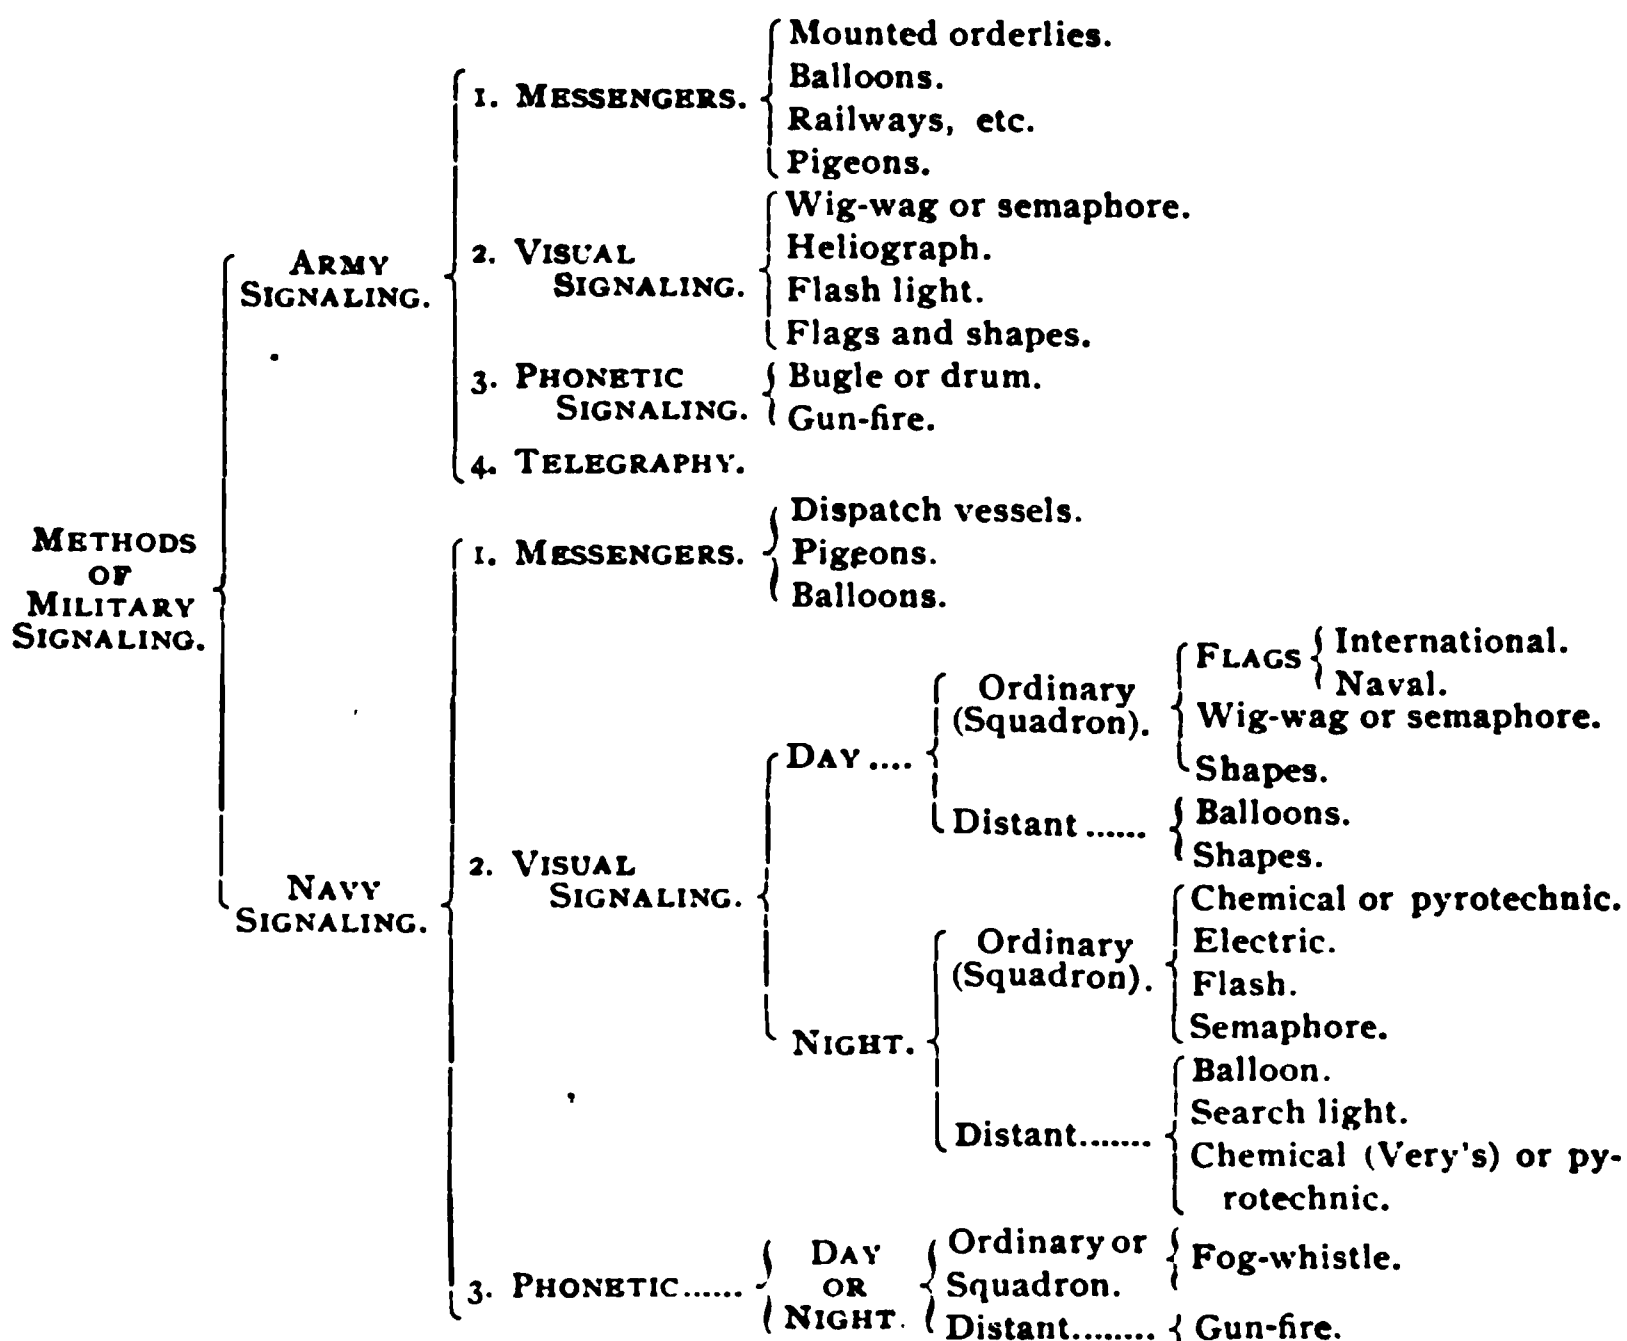 METHODS
OF
MILITARY
SIGNALING.
ARMY
SIGNALING.
1. MESSENGERS.
Mounted orderlies.
Balloons.
Railways, etc.
Pigeons.
2. VISUAL
SIGNALING.
Wig-wag or semaphore.
Heliograph.
Flash light.
Flags and shapes.
3. PHONETIC
SIGNALING.
Bugle or drum.
Gun-fire.
4. TELEGRAPHY.
NAVY
SIGNALING.
1. MESSENGERS.
Dispatch vessels.
Pigeons.
Balloons.
2. VISUAL
SIGNALING.
DAY ....
Ordinary
(Squadron).
FLAGS
International.
Naval.
Wig-wag or semaphore.
Shapes.
Distant ......
Balloons.
Shapes.
NIGHT.
Ordinary
(Squadron).
Chemical or pyrotechnic.
Electric.
Flash.
Semaphore.
Distant.......
Balloon.
Search light.
Chemical (Very's) or py-
rotechnic.
3. PHONETIC......
DAY
OR
NIGHT.
Ordinary or
Squadron.
Fog-whistle.
Distant........
Gun-fire.